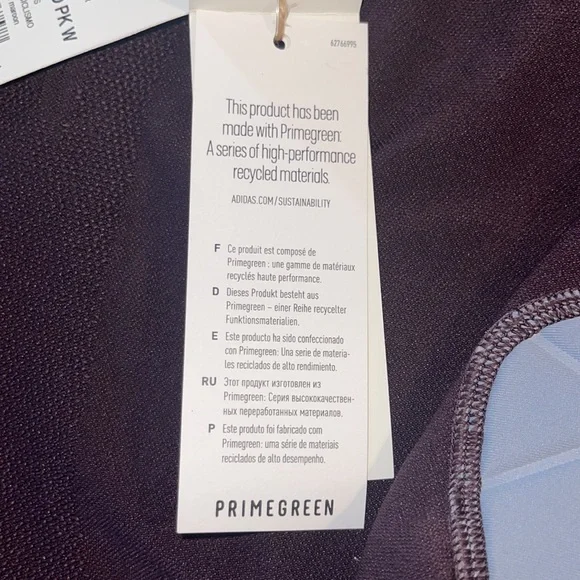 O PK W
CICLISMO
maroon
62766995
This product has been
made with Primegreen:
A series of high-performance
recycled materials.
ADIDAS.COM/SUSTAINABILITY
F Ce produit est composé de
Primegreen : une gamme de matériaux
recyclés haute performance.
D Dieses Produkt besteht aus
Primegreen – einer Reihe recycelter
Funktionsmaterialien.
E Este producto ha sido confeccionado
con Primegreen: Una serie de materia-
les reciclados de alto rendimiento.
RU Этот продукт изготовлен из
Primegreen: Серия высококачествен-
ных переработанных материалов.
P Este produto foi fabricado com
Primegreen: uma série de materiais
reciclados de alto desempenho.
PRIMEGREEN